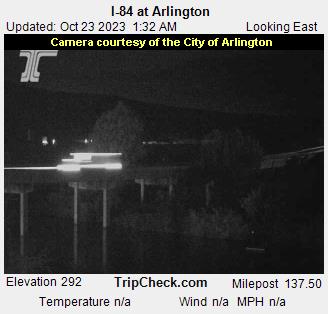 I-84 at Arlington
Updated: Oct 23 2023 1:32 AM Looking East
Camera courtesy of the City of Arlington
Elevation 292 TripCheck.com Milepost 137.50
Temperature n/a Wind n/a MPH n/a